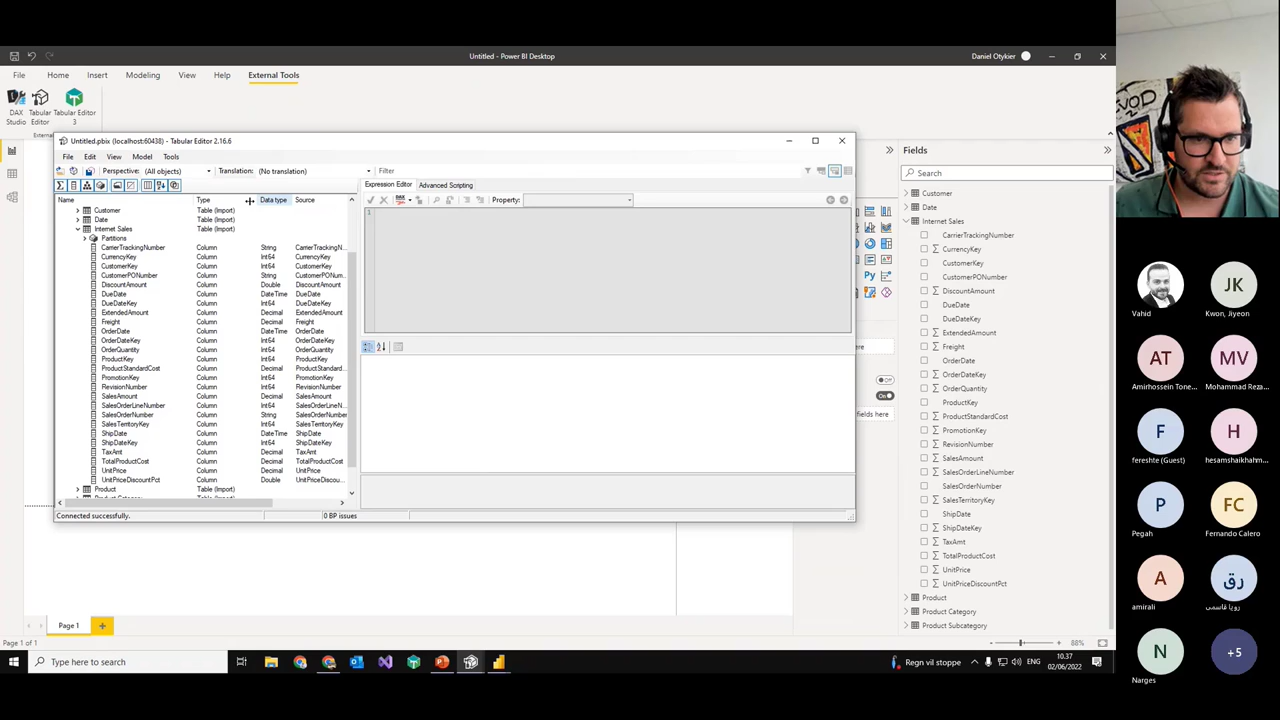 Untitled - Power BI Desktop
Daniel Otykier
File Home Insert Modeling View Help External Tools
DAX Studio
Tabular Editor
Tabular Editor 3
Untitled.pbix (localhost:60438) - Tabular Editor 2.16.6
File Edit View Model Tools
Perspective: (All objects) Translation: (No translation) Filter
Expression Editor Advanced Scripting
Property:
1
Name Type Data type Source
Customer Table (Import)
Date Table (Import)
Internet Sales Table (Import)
Partitions
CarrierTrackingNumber Column String CarrierTrackingN...
CurrencyKey Column Int64 CurrencyKey
CustomerKey Column Int64 CustomerKey
CustomerPONumber Column String CustomerPONum...
DiscountAmount Column Double DiscountAmount
DueDate Column DateTime DueDate
DueDateKey Column Int64 DueDateKey
ExtendedAmount Column Decimal ExtendedAmount
Freight Column Decimal Freight
OrderDate Column DateTime OrderDate
OrderDateKey Column Int64 OrderDateKey
OrderQuantity Column Int64 OrderQuantity
ProductKey Column Int64 ProductKey
ProductStandardCost Column Decimal ProductStandard...
PromotionKey Column Int64 PromotionKey
RevisionNumber Column Int64 RevisionNumber
SalesAmount Column Decimal SalesAmount
SalesOrderLineNumber Column Int64 SalesOrderLineN...
SalesOrderNumber Column String SalesOrderNumber
SalesTerritoryKey Column Int64 SalesTerritoryKey
ShipDate Column DateTime ShipDate
ShipDateKey Column Int64 ShipDateKey
TaxAmt Column Decimal TaxAmt
TotalProductCost Column Decimal TotalProductCost
UnitPrice Column Decimal UnitPrice
UnitPriceDiscountPct Column Double UnitPriceDiscou...
Product Table (Import)
Connected successfully. 0 BP issues
Py
Off
On
fields here
Fields
Search
Customer
Date
Internet Sales
CarrierTrackingNumber
CurrencyKey
CustomerKey
CustomerPONumber
DiscountAmount
DueDate
DueDateKey
ExtendedAmount
Freight
OrderDate
OrderDateKey
OrderQuantity
ProductKey
ProductStandardCost
PromotionKey
RevisionNumber
SalesAmount
SalesOrderLineNumber
SalesOrderNumber
SalesTerritoryKey
ShipDate
ShipDateKey
TaxAmt
TotalProductCost
UnitPrice
UnitPriceDiscountPct
Product
Product Category
Product Subcategory
Page 1
Page 1 of 1
88%
Type here to search
Regn vil stoppe
ENG
10.37
02/06/2022
Vahid
JK
Kwon, Jiyeon
AT
Amirhossein Tone...
MV
Mohammad Reza...
F
fereshte (Guest)
H
hesamshaikhahm...
P
Pegah
FC
Fernando Calero
A
amirali
رق
رویا قاسمی
N
Narges
+5